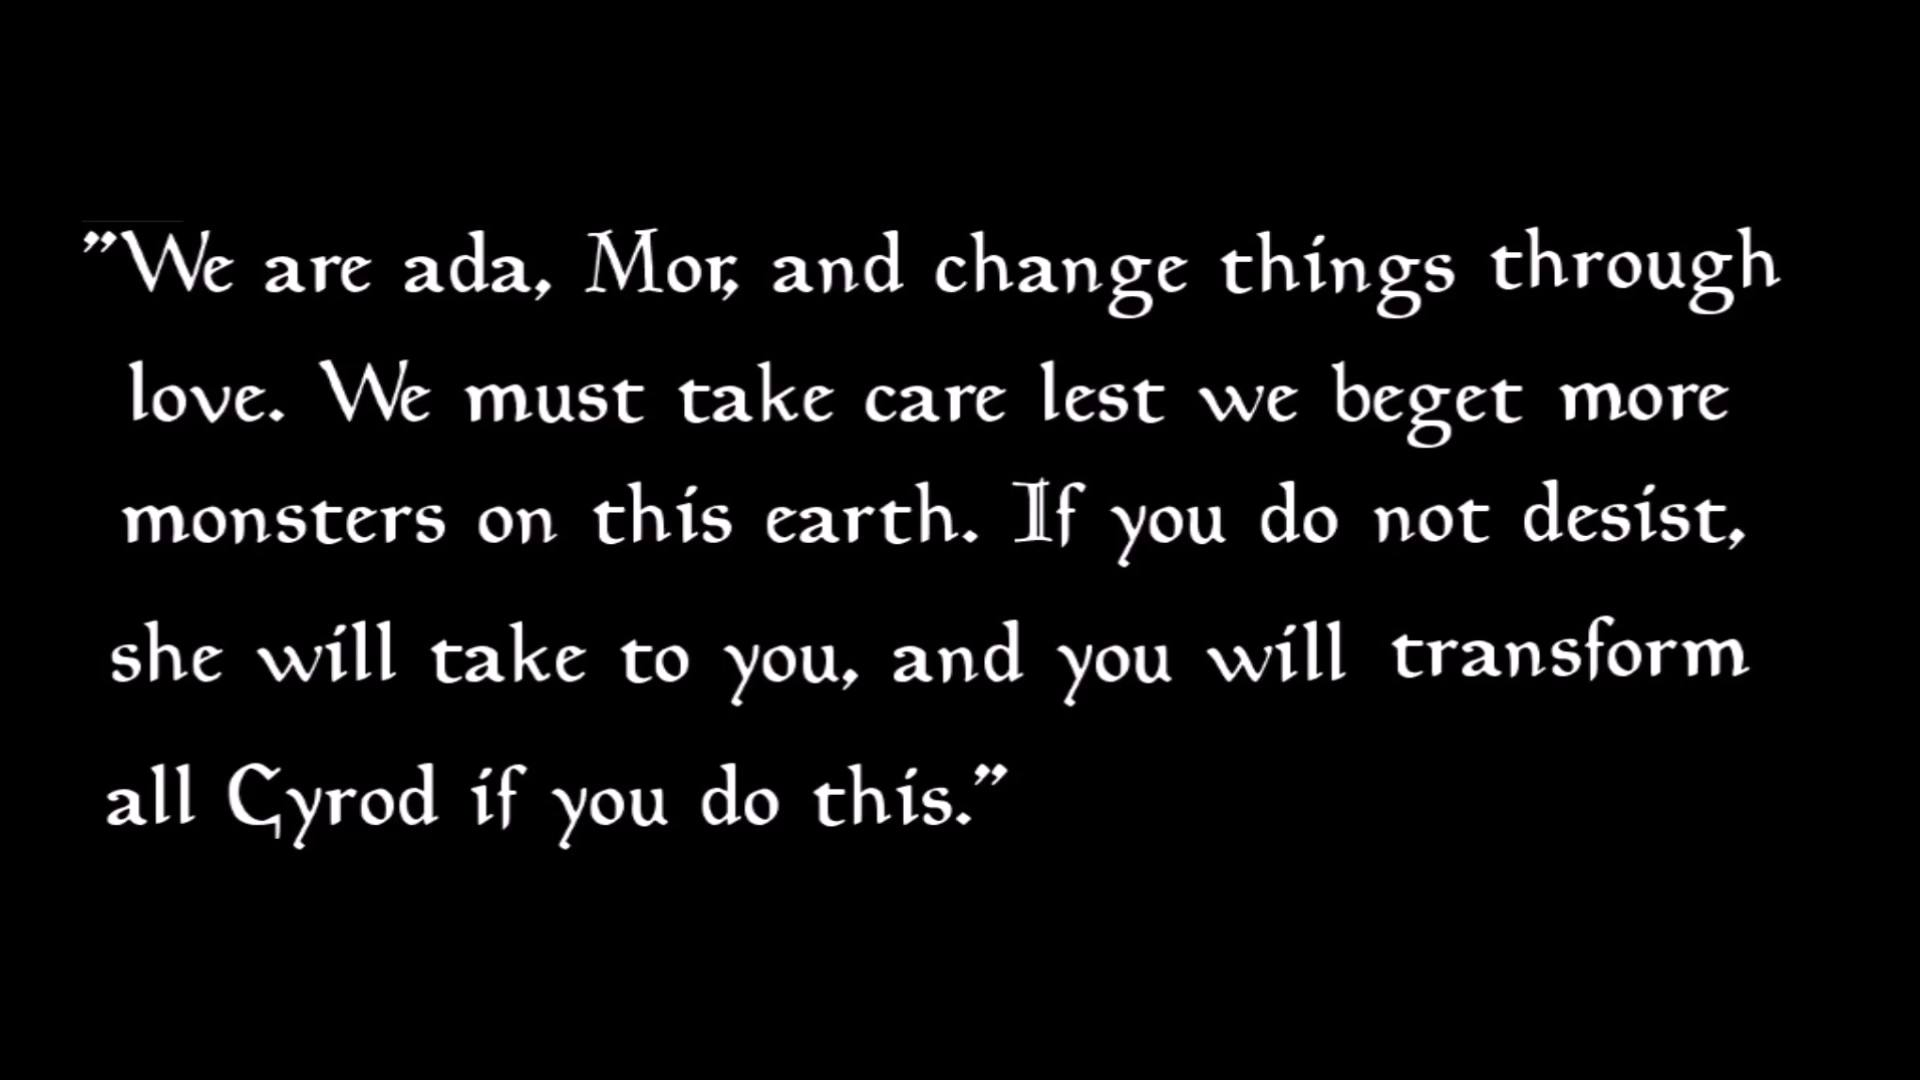 ”We are ada, Mor, and change things through
love. We must take care lest we beget more
monsters on this earth. If you do not desist,
she will take to you, and you will transform
all Cyrod if you do this.”